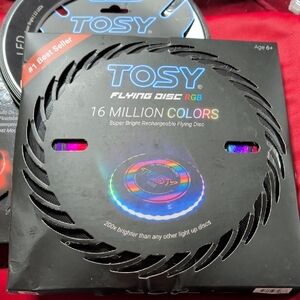 #1 Best Seller
Age 6+
TOSY
FLYING DISC RGB
16 MILLION COLORS
Super Bright Rechargeable Flying Disc
TOSY
200x brighter than any other light up discs
LED